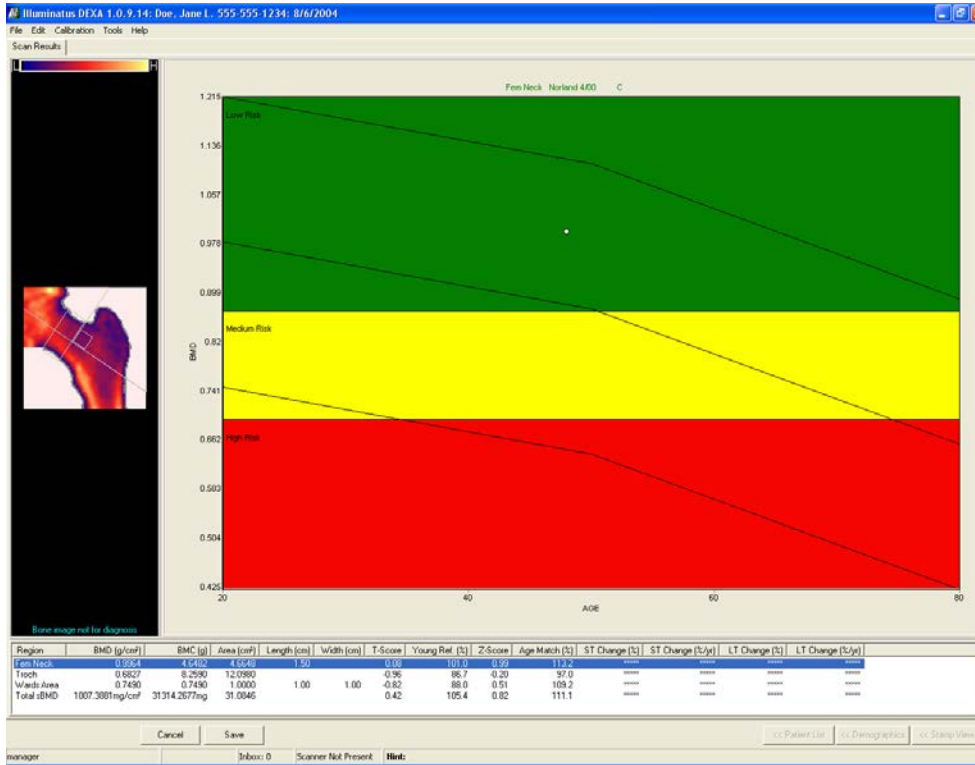 Illuminatus DEXA 1.0.9.14: Doe, Jane L. 555-555-1234: 8/6/2004
File Edit Calibration Tools Help
Scan Results
L H
Fem Neck Norland 4/00 C
1.215
Low Risk
1.136
1.057
0.978
0.899
Medium Risk
0.82
BMD
0.741
0.662
High Risk
0.583
0.504
0.425
20 40 60 80
AGE
Bone image not for diagnosis
Region BMD (g/cm²) BMC (g) Area (cm²) Length (cm) Width (cm) T-Score Young Ref. (%) Z-Score Age Match (%) ST Change (%) ST Change (%/yr) LT Change (%) LT Change (%/yr)
Fem Neck 0.9964 4.6482 4.6648 1.50 0.08 101.0 0.99 113.2 ***** ***** ***** *****
Troch 0.6827 8.2590 12.0980 -0.96 86.7 -0.20 97.0 ***** ***** ***** *****
Wards Area 0.7490 0.7490 1.0000 1.00 1.00 -0.82 88.0 0.51 109.2 ***** ***** ***** *****
Total sBMD 1007.3881mg/cm² 31314.2677mg 31.0846 0.42 105.4 0.82 111.1 ***** ***** ***** *****
Cancel Save << Patient List << Demographics << Stamp View
manager Inbox: 0 Scanner Not Present Hint: